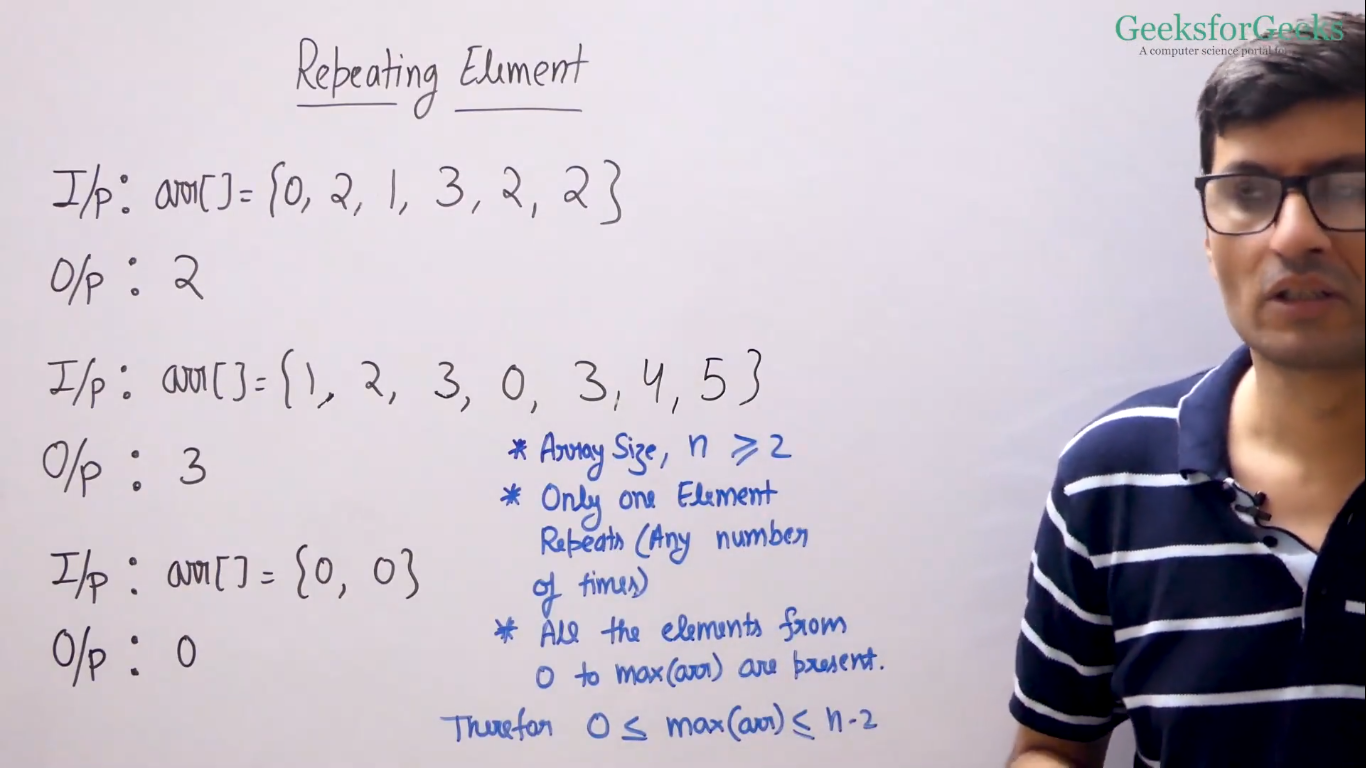 GeeksforGeeks
A computer science portal for
Repeating Element
I/p: arr[] = {0, 2, 1, 3, 2, 2}
O/p : 2
I/p: arr[] = {1, 2, 3, 0, 3, 4, 5}
O/p : 3
* Array Size, n ⩾ 2
* Only one Element
Repeats (Any number
of times)
I/p : arr[] = {0, 0}
O/p : 0
* All the elements from
0 to max(arr) are present.
Therefor 0 ≤ max(arr) ≤ n-2